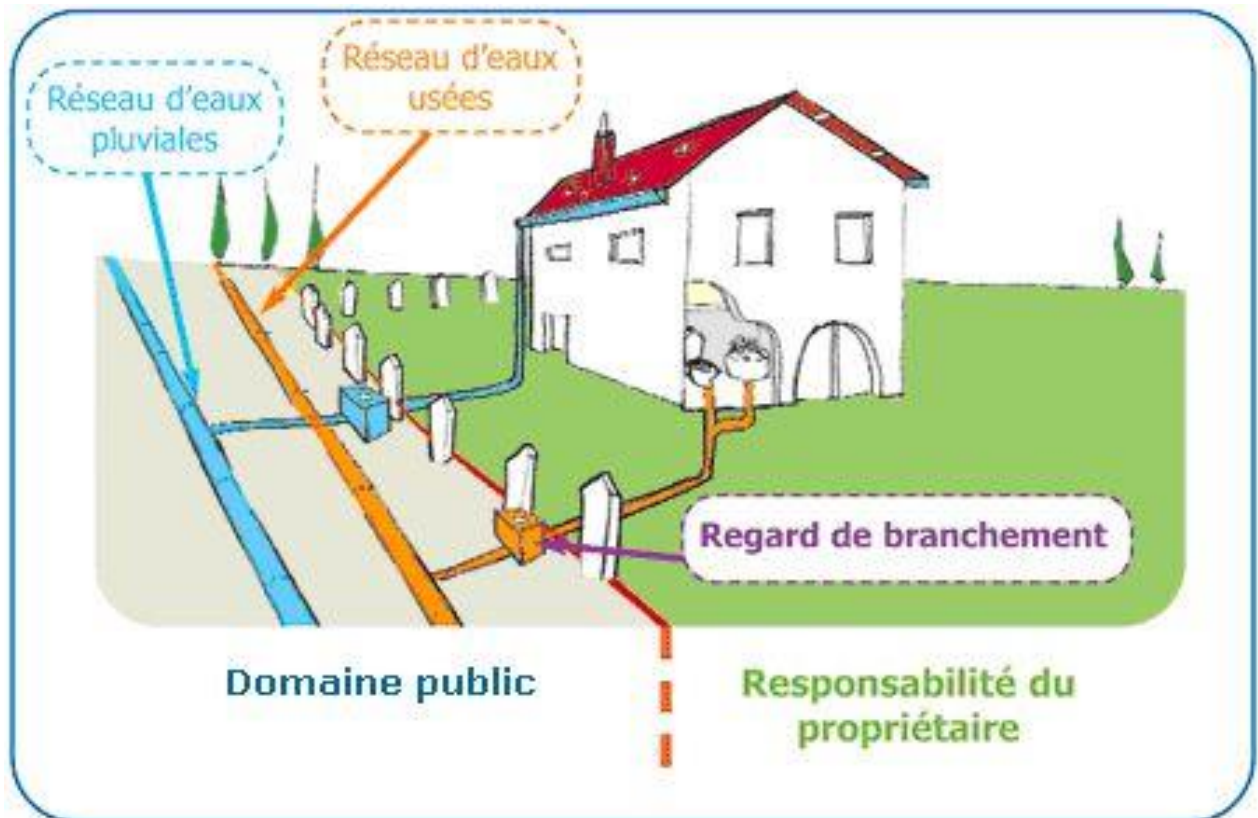 Réseau d'eaux
pluviales
Réseau d'eaux
usées
Regard de branchement
Domaine public
Responsabilité du
propriétaire